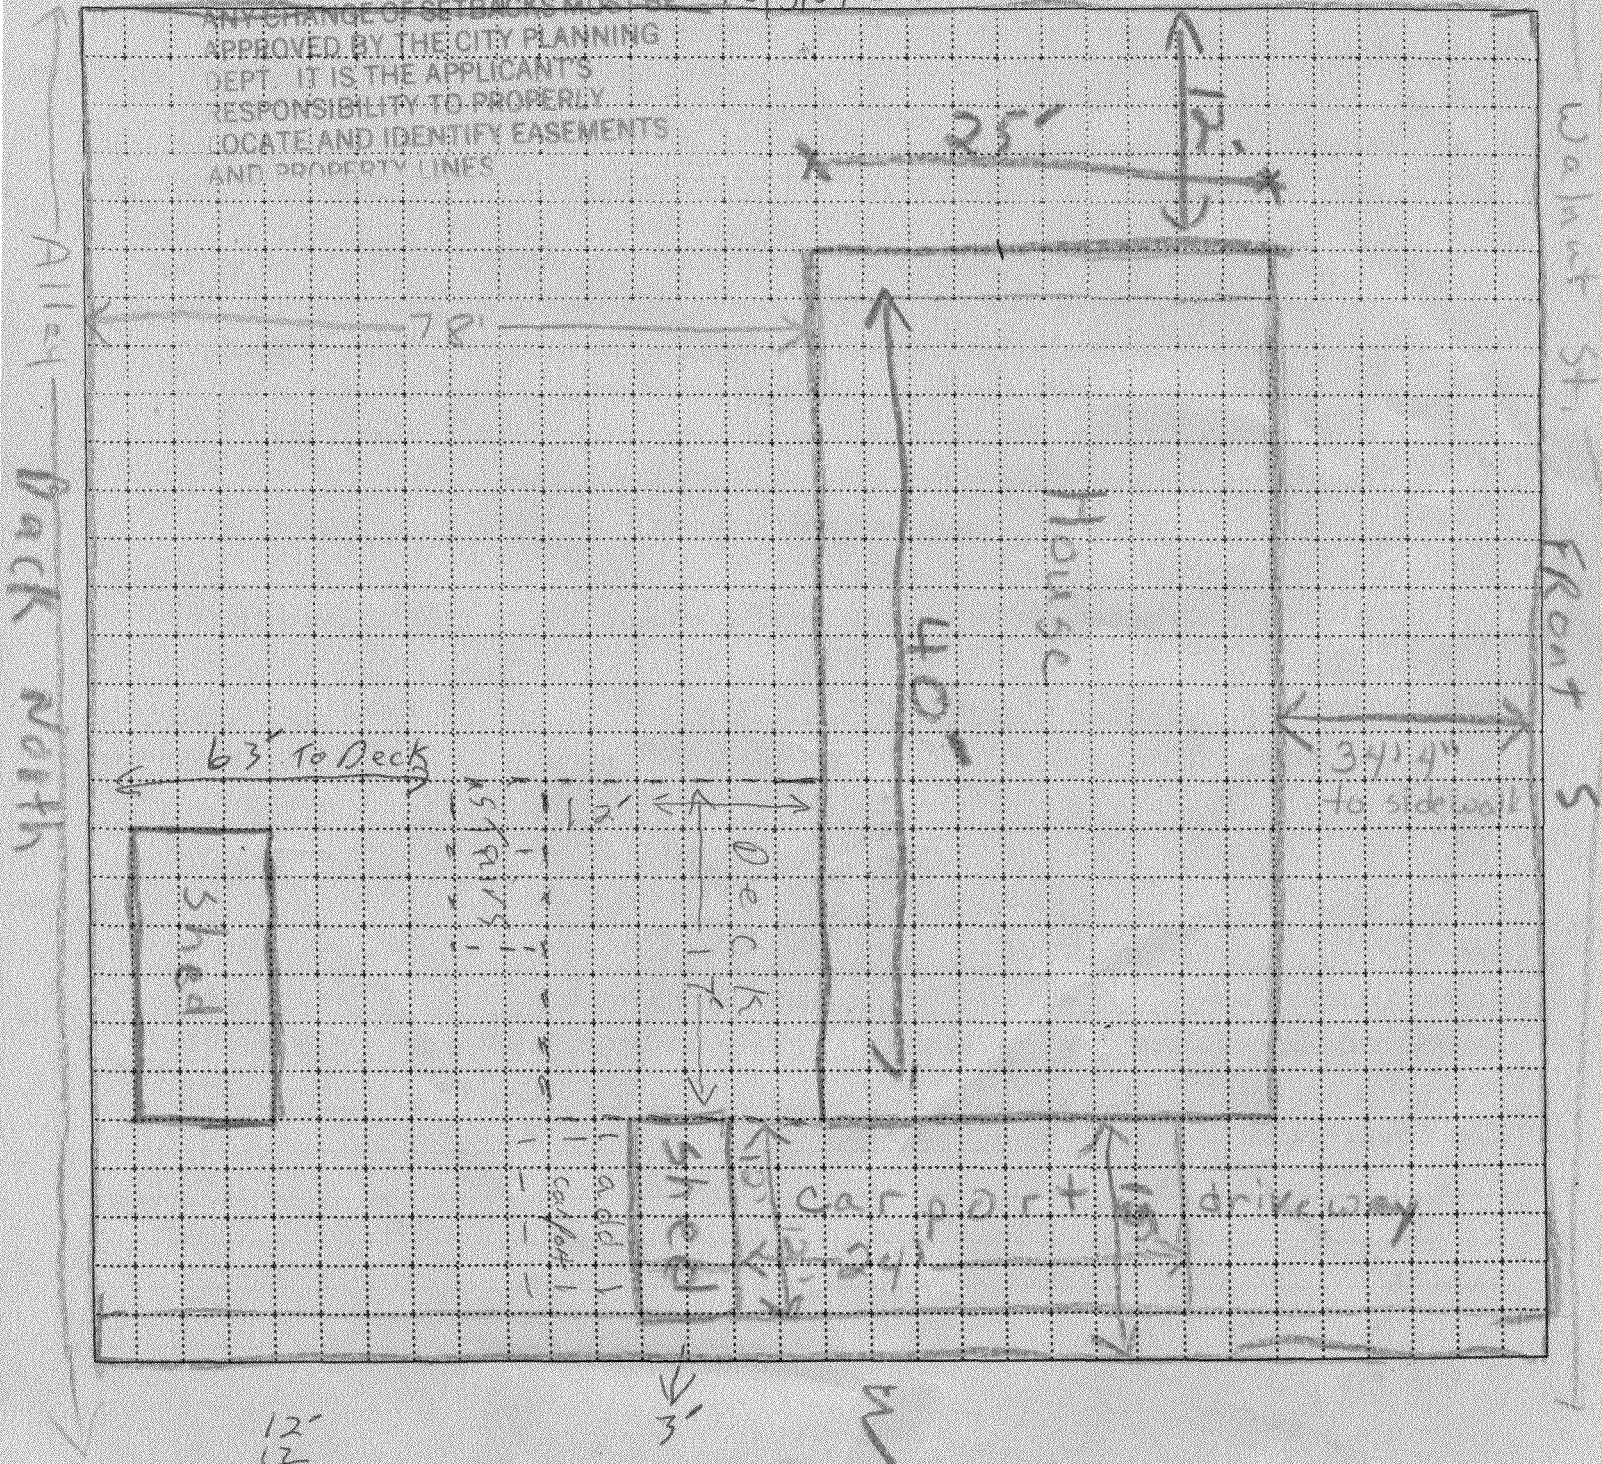 ANY CHANGE OF SETBACKS MUST BE
APPROVED BY THE CITY PLANNING
DEPT. IT IS THE APPLICANT'S
RESPONSIBILITY TO PROPERLY
LOCATE AND IDENTIFY EASEMENTS
AND PROPERTY LINES
25'
Walnut St.
Alley
78'
House
Back
North
FRont
S
40'
34' 4"
to sidewalk
63' To Deck
12'
STAIRS
Deck
Shed
add
carport
shed
carport
driveway
24'
3'
12'
12